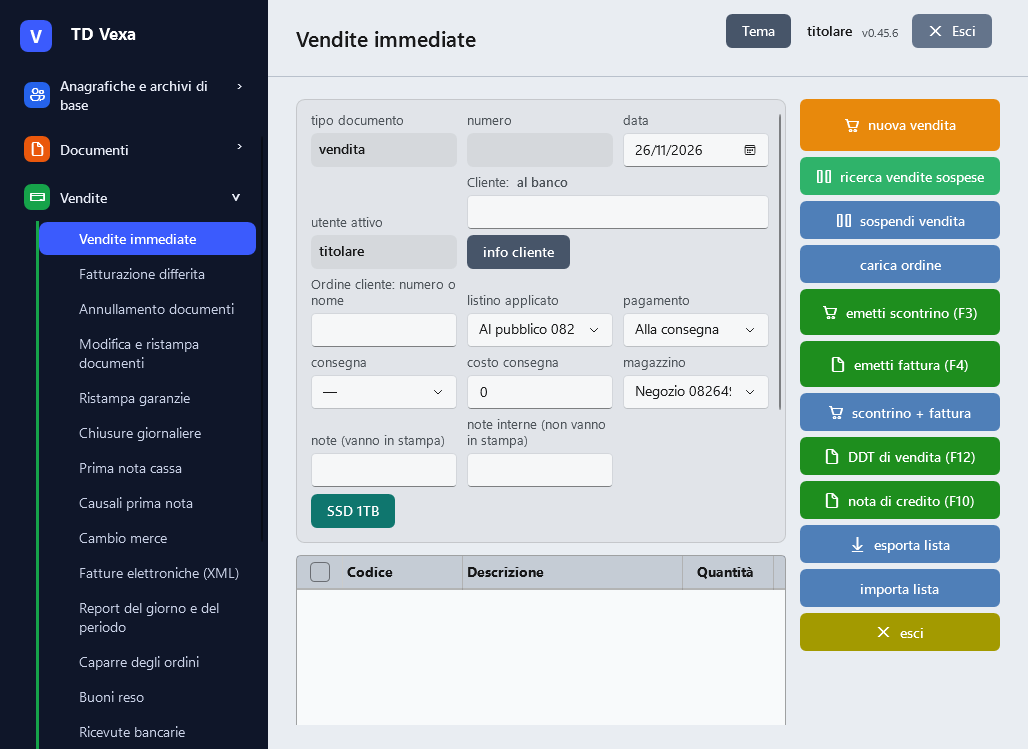 V
TD Vexa
Anagrafiche e archivi di
base
Documenti
Vendite
Vendite immediate
Fatturazione differita
Annullamento documenti
Modifica e ristampa
documenti
Ristampa garanzie
Chiusure giornaliere
Prima nota cassa
Causali prima nota
Cambio merce
Fatture elettroniche (XML)
Report del giorno e del
periodo
Caparre degli ordini
Buoni reso
Ricevute bancarie
Vendite immediate
Tema
titolare v0.45.6
Esci
tipo documento
vendita
numero
data
26/11/2026
Cliente: al banco
utente attivo
titolare
info cliente
Ordine cliente: numero o
nome
listino applicato
Al pubblico 082
pagamento
Alla consegna
consegna
—
costo consegna
0
magazzino
Negozio 08264
note (vanno in stampa)
note interne (non vanno
in stampa)
SSD 1TB
Codice
Descrizione
Quantità
nuova vendita
ricerca vendite sospese
sospendi vendita
carica ordine
emetti scontrino (F3)
emetti fattura (F4)
scontrino + fattura
DDT di vendita (F12)
nota di credito (F10)
esporta lista
importa lista
esci